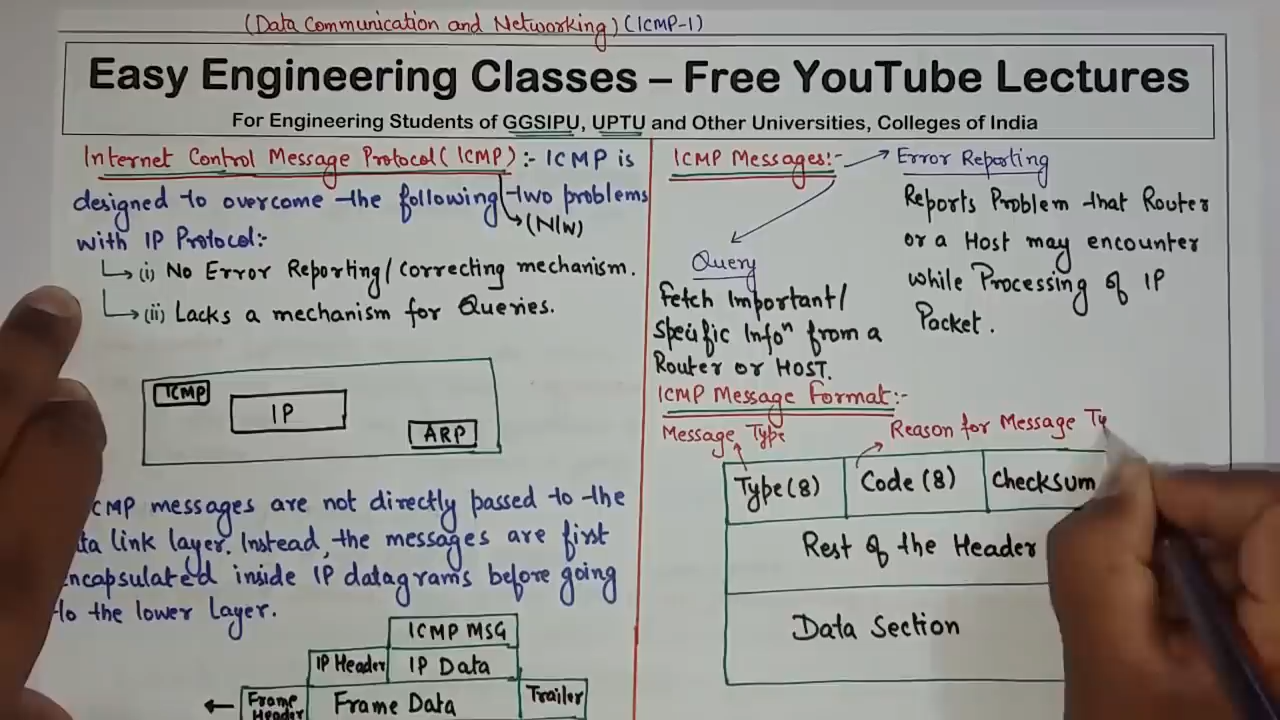 (Data Communication and Networking) (ICMP-1)
Easy Engineering Classes – Free YouTube Lectures
For Engineering Students of GGSIPU, UPTU and Other Universities, Colleges of India
Internet Control Message Protocol (ICMP) :- ICMP is
designed to overcome the following two problems
(N/w)
with IP Protocol:-
(i) No Error Reporting/correcting mechanism.
(ii) Lacks a mechanism for Queries.
ICMP
IP
ARP
CMP messages are not directly passed to the
ta link layer. Instead, the messages are first
ncapsulated inside IP datagrams before going
to the lower Layer.
ICMP MSG
IP Header IP Data
Frame Header Frame Data Trailer
ICMP Messages:-
Error Reporting
Reports Problem that Router
or a Host may encounter
while Processing of IP
Packet.
Query
Fetch Important/
Specific Infoⁿ from a
Router or HOST.
ICMP Message Format:-
Message Type
Reason for Message Ty
Type(8) Code (8) Checksum
Rest of the Header
Data Section